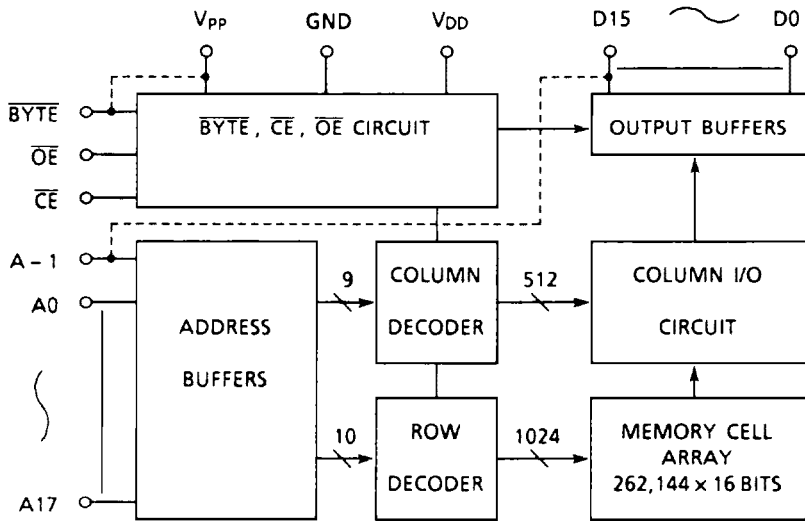 VPP GND VDD D15 D0
BYTE
OE
CE
BYTE, CE, OE CIRCUIT
OUTPUT BUFFERS
A-1
A0
A17
ADDRESS
BUFFERS
9
COLUMN
DECODER
512
COLUMN I/O
CIRCUIT
10
ROW
DECODER
1024
MEMORY CELL
ARRAY
262,144 × 16 BITS